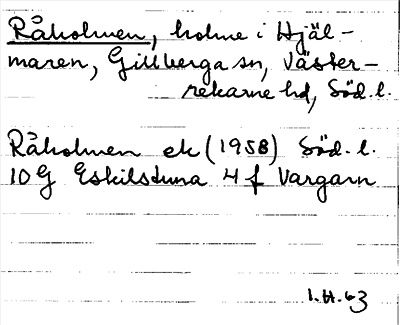 Råholmen, holme i Hjäl-
maren, Gillberga sn, Väster-
rekarne hd, Söd. l.
Råholmen ek (1958) Söd. l.
10 G Eskilstuna 4 f Vargarn
1.H.63